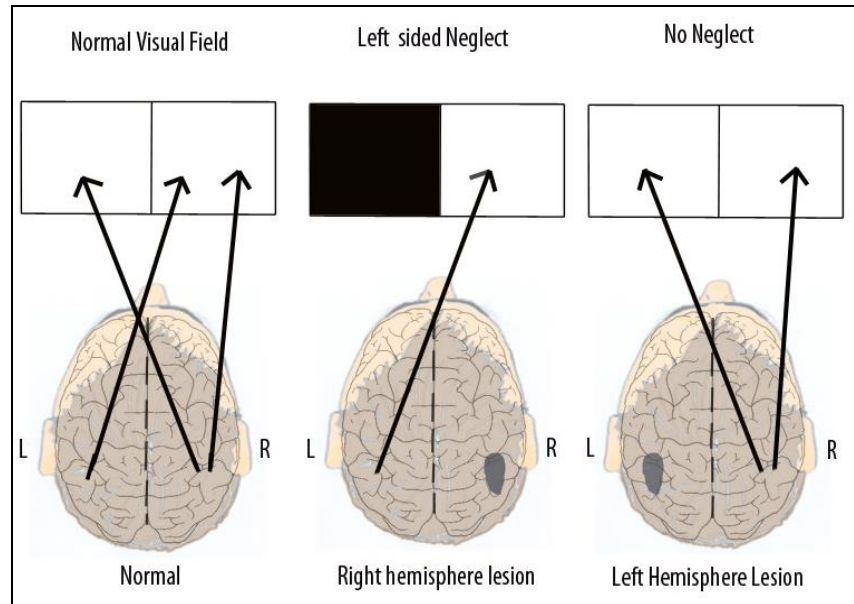 Normal Visual Field
Left sided Neglect
No Neglect
L
R
L
R
L
R
Normal
Right hemisphere lesion
Left Hemisphere Lesion